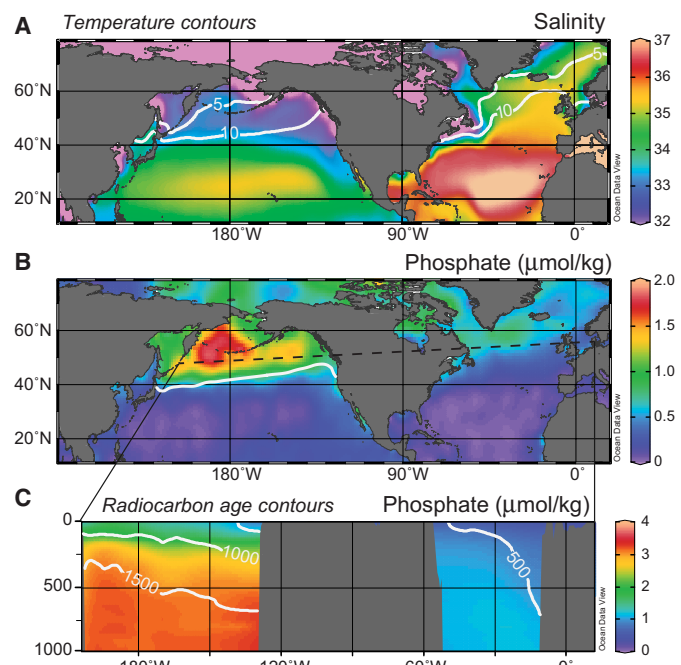 A Temperature contours Salinity
60°N
40°N
20°N
5
10
5
10
180°W 90°W 0°
37
36
35
34
33
32
Ocean Data View
B Phosphate (μmol/kg)
60°N
40°N
20°N
180°W 90°W 0°
2.0
1.5
1.0
0.5
0
Ocean Data View
C Radiocarbon age contours Phosphate (μmol/kg)
0
500
1000
1000
1500
500
180°W 120°W 60°W 0°
4
3
2
1
0
Ocean Data View